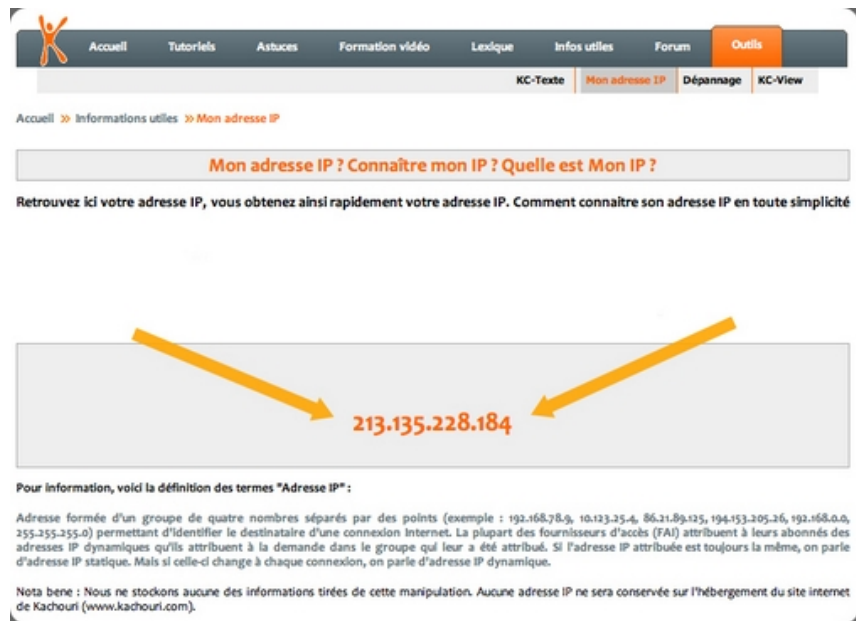 Accueil Tutoriels Astuces Formation vidéo Lexique Infos utiles Forum Outils
KC-Texte Mon adresse IP Dépannage KC-View
Accueil » Informations utiles » Mon adresse IP
Mon adresse IP ? Connaître mon IP ? Quelle est Mon IP ?
Retrouvez ici votre adresse IP, vous obtenez ainsi rapidement votre adresse IP. Comment connaitre son adresse IP en toute simplicité
213.135.228.184
Pour information, voici la définition des termes "Adresse IP" :
Adresse formée d'un groupe de quatre nombres séparés par des points (exemple : 192.168.78.9, 10.123.25.4, 86.21.89.125, 194.153.205.26, 192.168.0.0,
255.255.255.0) permettant d'identifier le destinataire d'une connexion Internet. La plupart des fournisseurs d'accès (FAI) attribuent à leurs abonnés des
adresses IP dynamiques qu'ils attribuent à la demande dans le groupe qui leur a été attribué. Si l'adresse IP attribuée est toujours la même, on parle
d'adresse IP statique. Mais si celle-ci change à chaque connexion, on parle d'adresse IP dynamique.
Nota bene : Nous ne stockons aucune des informations tirées de cette manipulation. Aucune adresse IP ne sera conservée sur l'hébergement du site internet
de Kachouri (www.kachouri.com).